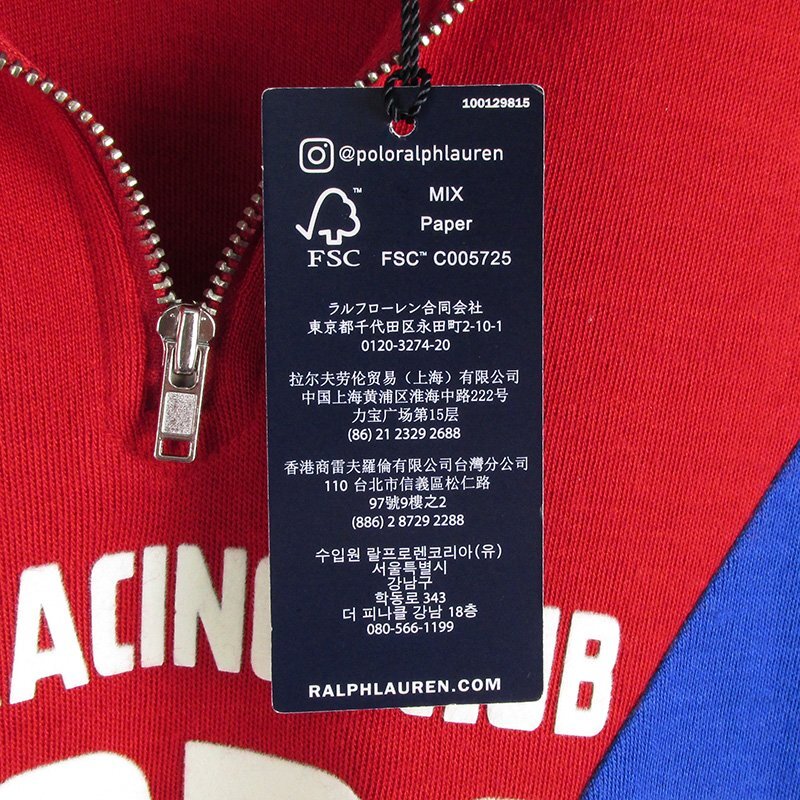 100129815
@poloralphlauren
MIX
Paper
FSC™ C005725
™
FSC
ラルフローレン合同会社
東京都千代田区永田町2-10-1
0120-3274-20
拉尔夫劳伦贸易（上海）有限公司
中国上海黄浦区淮海中路222号
力宝广场第15层
(86) 21 2329 2688
香港商雷夫羅倫有限公司台灣分公司
110 台北市信義區松仁路
97號9樓之2
(886) 2 8729 2288
수입원 랄프로렌코리아(유)
서울특별시
강남구
학동로 343
더 피나클 강남 18층
080-566-1199
RALPHLAUREN.COM
ACING CLUB